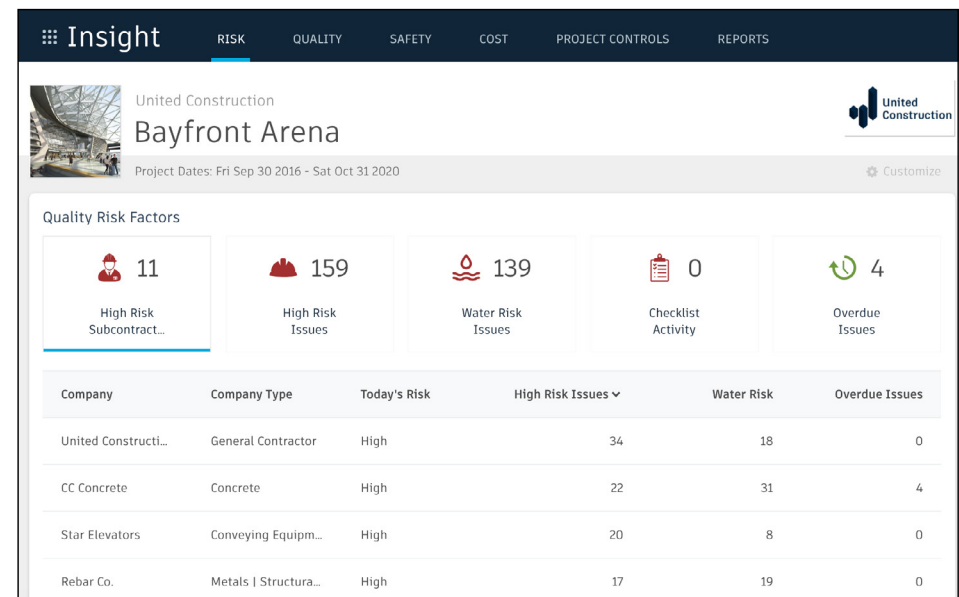 Insight RISK QUALITY SAFETY COST PROJECT CONTROLS REPORTS
United Construction
Bayfront Arena
United
Construction
Project Dates: Fri Sep 30 2016 - Sat Oct 31 2020 Customize
Quality Risk Factors
11 159 139 0 4
High Risk High Risk Water Risk Checklist Overdue
Subcontract... Issues Issues Activity Issues
Company Company Type Today's Risk High Risk Issues Water Risk Overdue Issues
United Constructi... General Contractor High 34 18 0
CC Concrete Concrete High 22 31 4
Star Elevators Conveying Equipm... High 20 8 0
Rebar Co. Metals | Structura... High 17 19 0